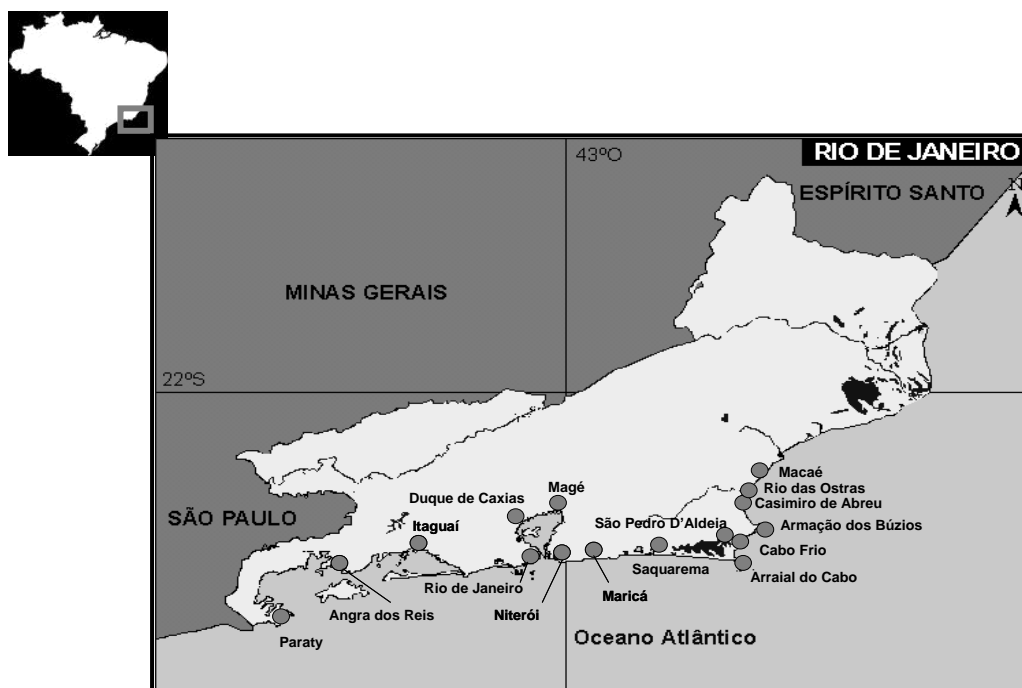 43ºO
RIO DE JANEIRO
N
ESPÍRITO SANTO
MINAS GERAIS
22ºS
Macaé
Rio das Ostras
Magé
Duque de Caxias
Casimiro de Abreu
SÃO PAULO
Itaguaí
São Pedro D'Aldeia
Armação dos Búzios
Cabo Frio
Saquarema
Arraial do Cabo
Rio de Janeiro
Maricá
Angra dos Reis
Niterói
Oceano Atlântico
Paraty